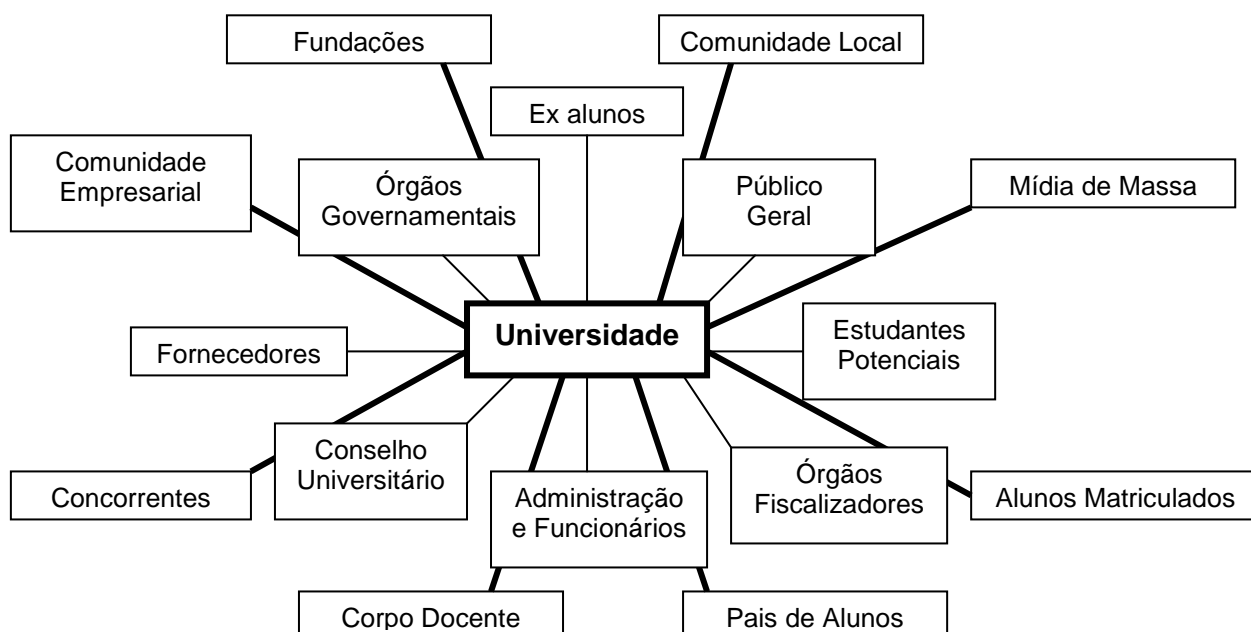 Fundações
Comunidade Local
Ex alunos
Comunidade
Empresarial
Órgãos
Governamentais
Público
Geral
Mídia de Massa
Universidade
Fornecedores
Estudantes
Potenciais
Conselho
Universitário
Concorrentes
Administração
e Funcionários
Órgãos
Fiscalizadores
Alunos Matriculados
Corpo Docente
Pais de Alunos